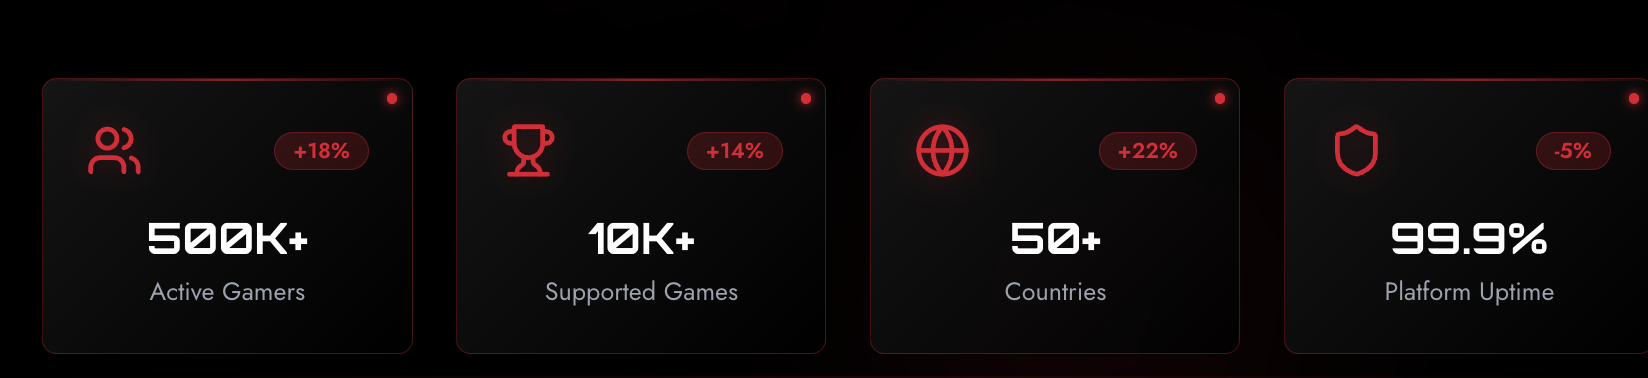 +18%
500K+
Active Gamers
+14%
10K+
Supported Games
+22%
50+
Countries
-5%
99.9%
Platform Uptime